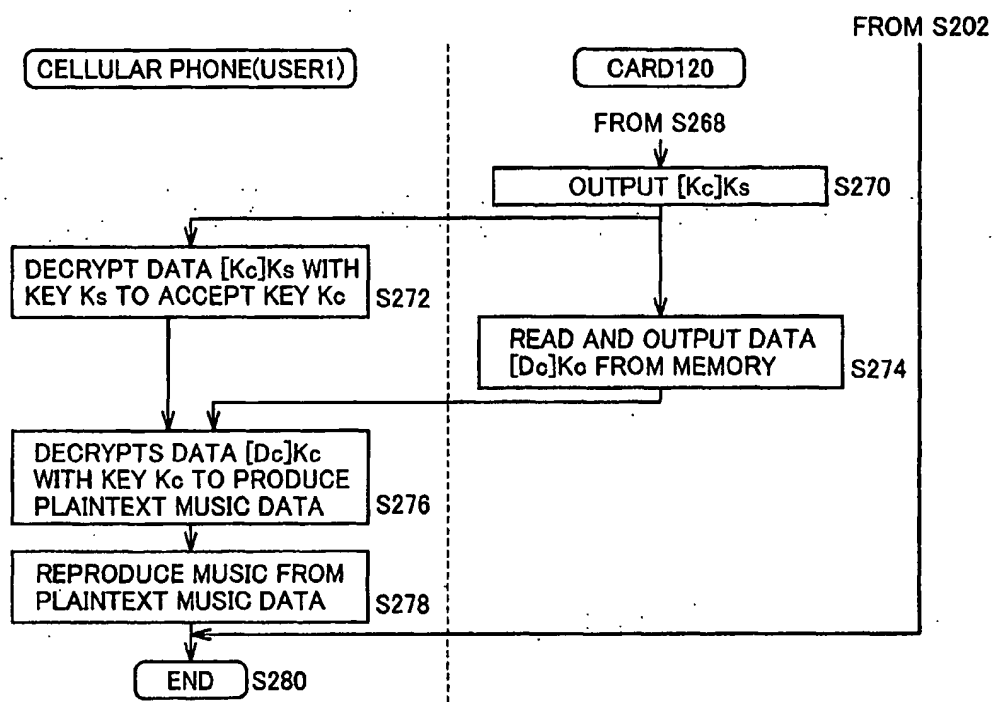 FROM S202
CELLULAR PHONE(USER1)
CARD120
FROM S268
OUTPUT [Kc]Ks
S270
DECRYPT DATA [Kc]Ks WITH
KEY Ks TO ACCEPT KEY Kc
S272
READ AND OUTPUT DATA
[Dc]Kc FROM MEMORY
S274
DECRYPTS DATA [Dc]Kc
WITH KEY Kc TO PRODUCE
PLAINTEXT MUSIC DATA
S276
REPRODUCE MUSIC FROM
PLAINTEXT MUSIC DATA
S278
END
S280